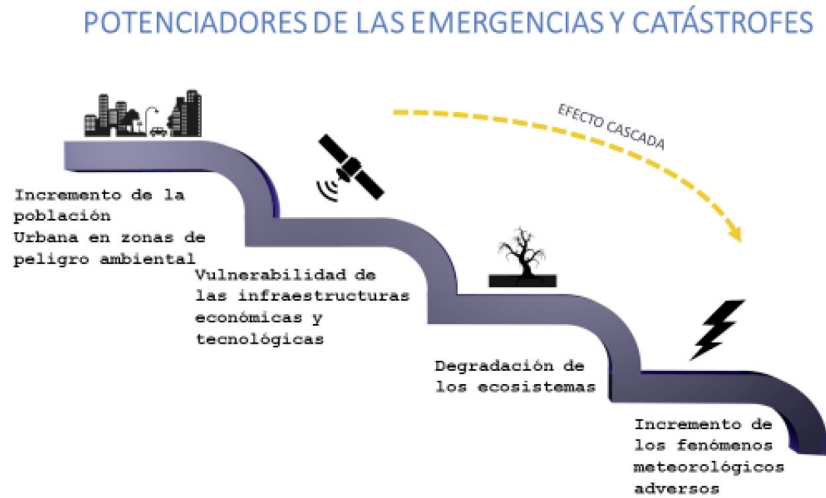 POTENCIADORES DE LAS EMERGENCIAS Y CATÁSTROFES
EFECTO CASCADA
Incremento de la
población
Urbana en zonas de
peligro ambiental
Vulnerabilidad de
las infraestructuras
económicas y
tecnológicas
Degradación de
los ecosistemas
Incremento de
los fenómenos
meteorológicos
adversos